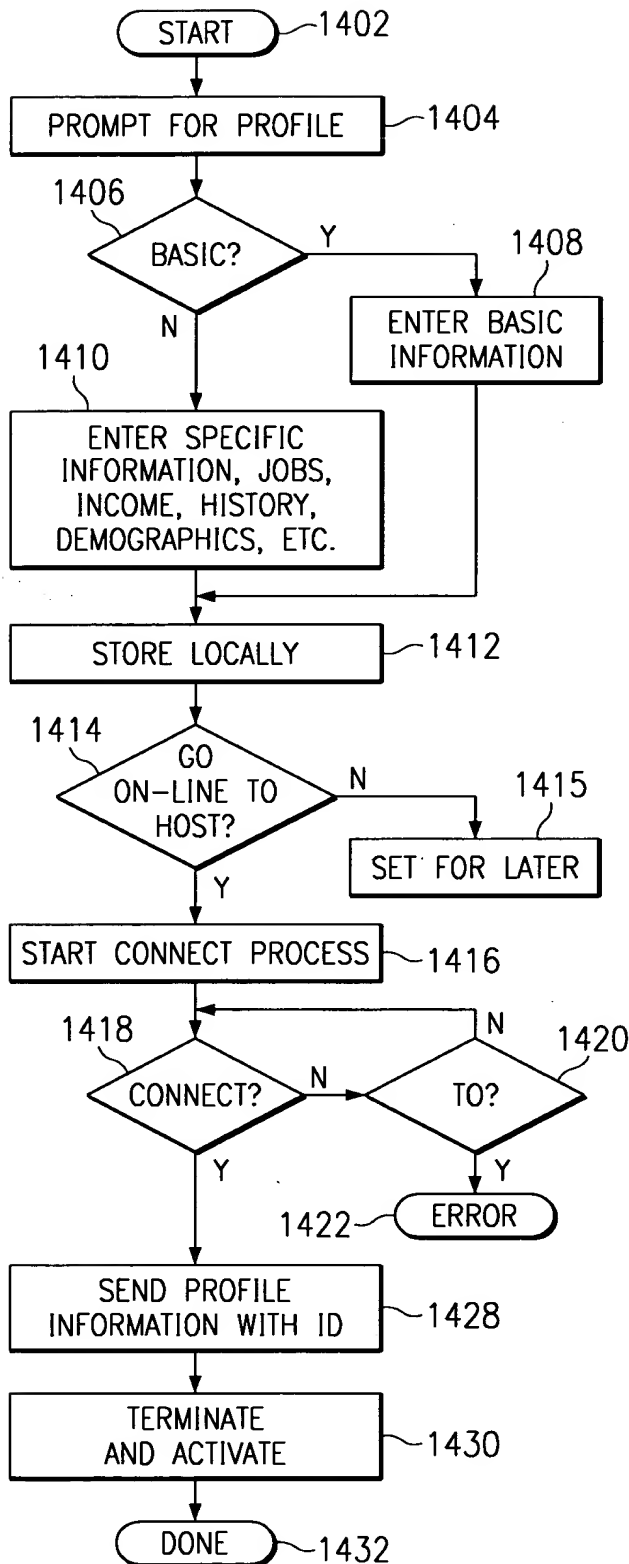 START
1402
PROMPT FOR PROFILE
1404
1406
BASIC?
Y
N
1408
ENTER BASIC
INFORMATION
1410
ENTER SPECIFIC
INFORMATION, JOBS,
INCOME, HISTORY,
DEMOGRAPHICS, ETC.
STORE LOCALLY
1412
1414
GO
ON-LINE TO
HOST?
N
Y
1415
SET FOR LATER
START CONNECT PROCESS
1416
1418
CONNECT?
N
Y
N
1420
TO?
Y
1422
ERROR
SEND PROFILE
INFORMATION WITH ID
1428
TERMINATE
AND ACTIVATE
1430
DONE
1432